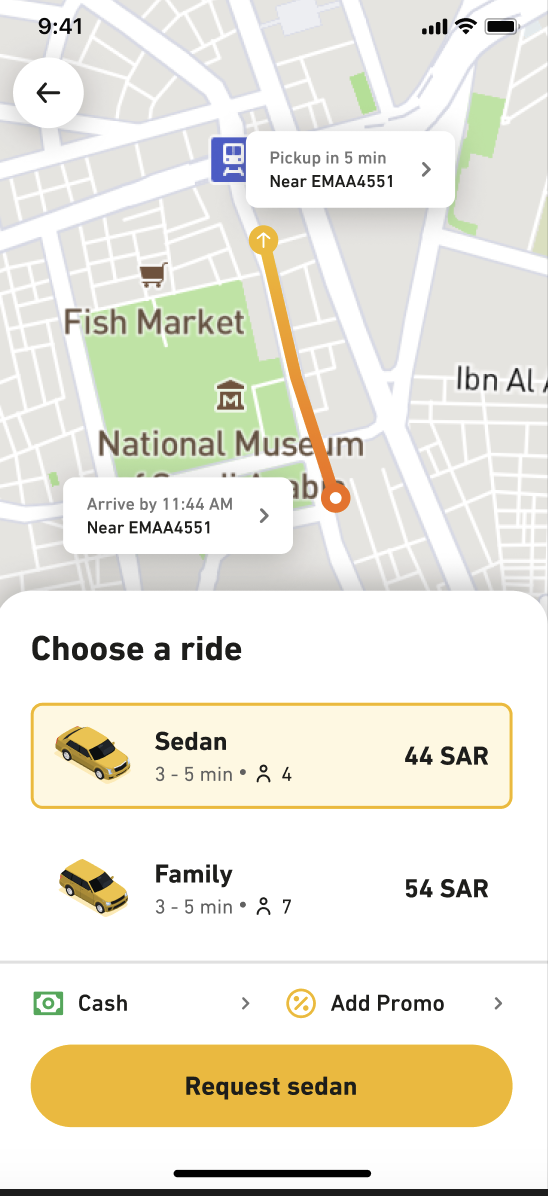 9:41
Pickup in 5 min
Near EMAA4551
Fish Market
Ibn Al
National Museum
Arrive by 11:44 AM
Near EMAA4551
Choose a ride
Sedan
44 SAR
3 - 5 min • 4
Family
54 SAR
3 - 5 min • 7
Cash
Add Promo
Request sedan